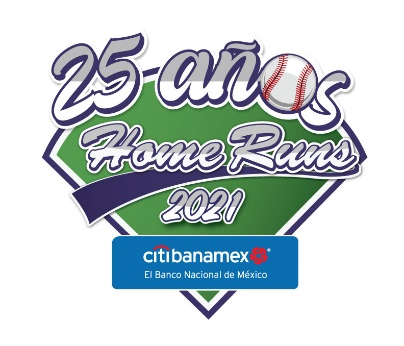 25 años
Home Runs
2021
citibanamex
El Banco Nacional de México